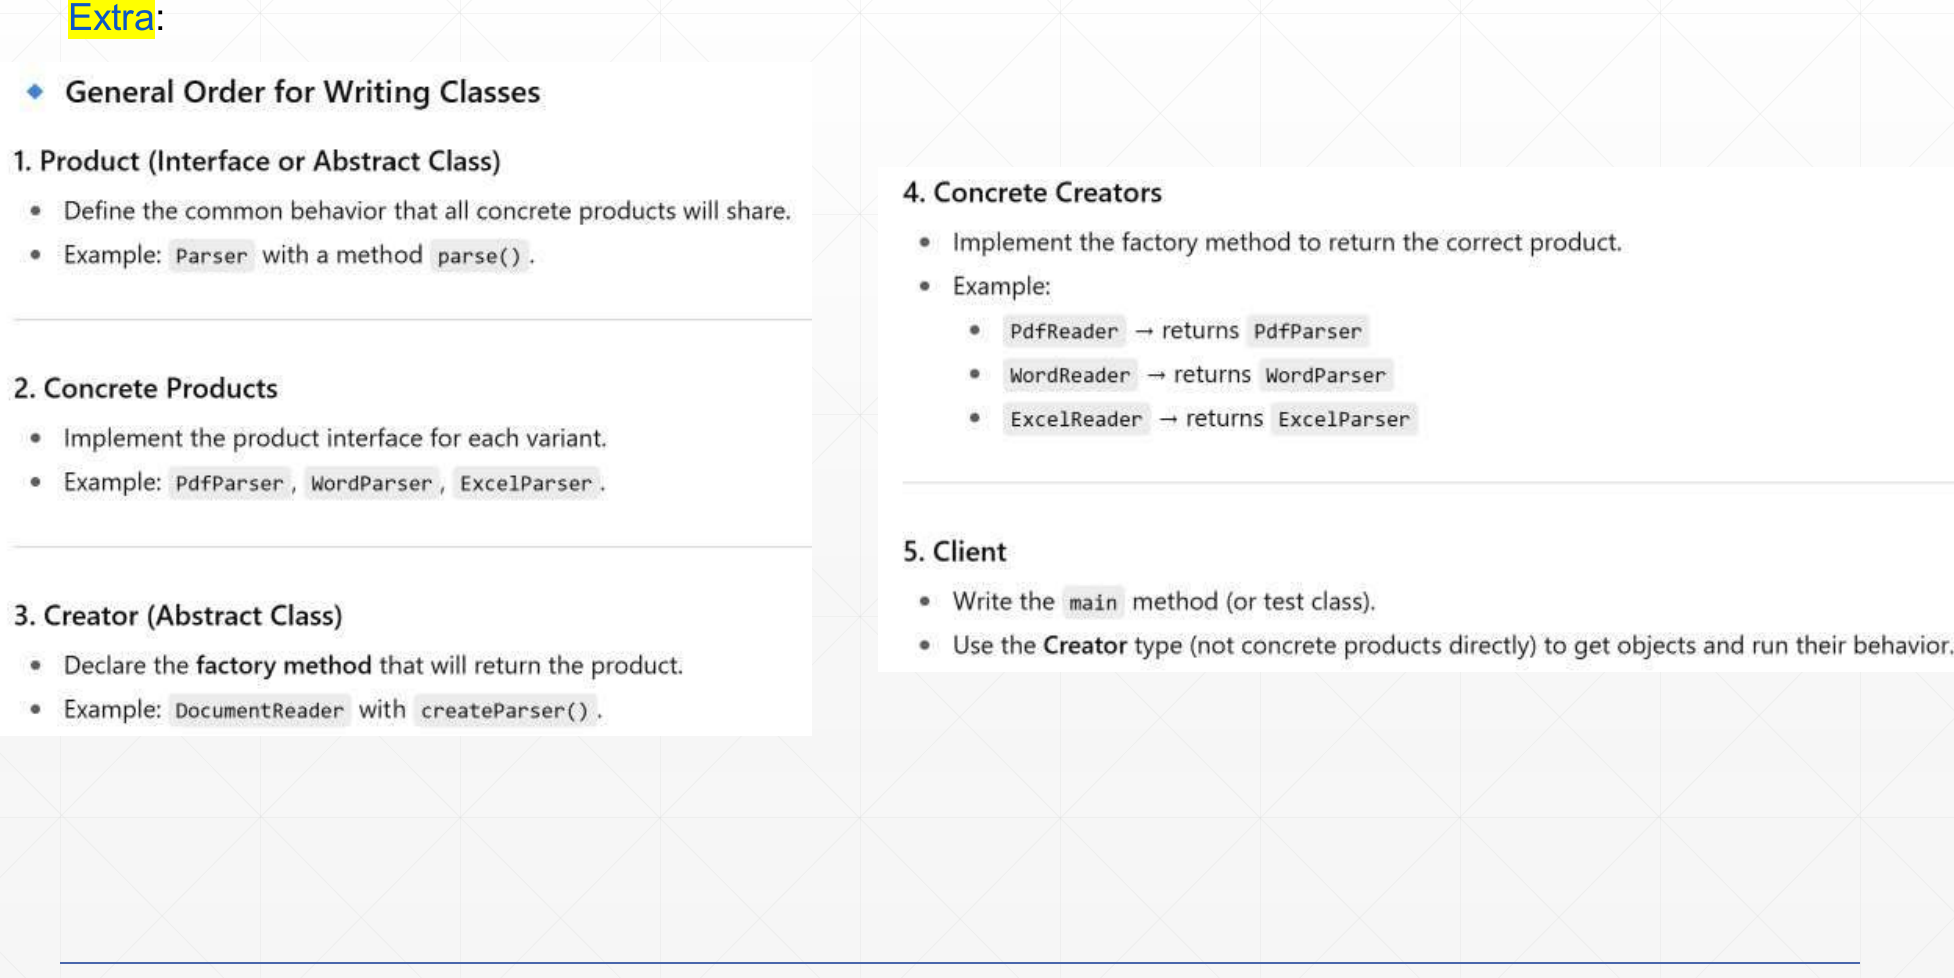 Extra:
General Order for Writing Classes
1. Product (Interface or Abstract Class)
Define the common behavior that all concrete products will share.
Example: Parser with a method parse().
2. Concrete Products
Implement the product interface for each variant.
Example: PdfParser, WordParser, ExcelParser.
3. Creator (Abstract Class)
Declare the factory method that will return the product.
Example: DocumentReader with createParser().
4. Concrete Creators
Implement the factory method to return the correct product.
Example:
PdfReader → returns PdfParser
WordReader → returns WordParser
ExcelReader → returns ExcelParser
5. Client
Write the main method (or test class).
Use the Creator type (not concrete products directly) to get objects and run their behavior.